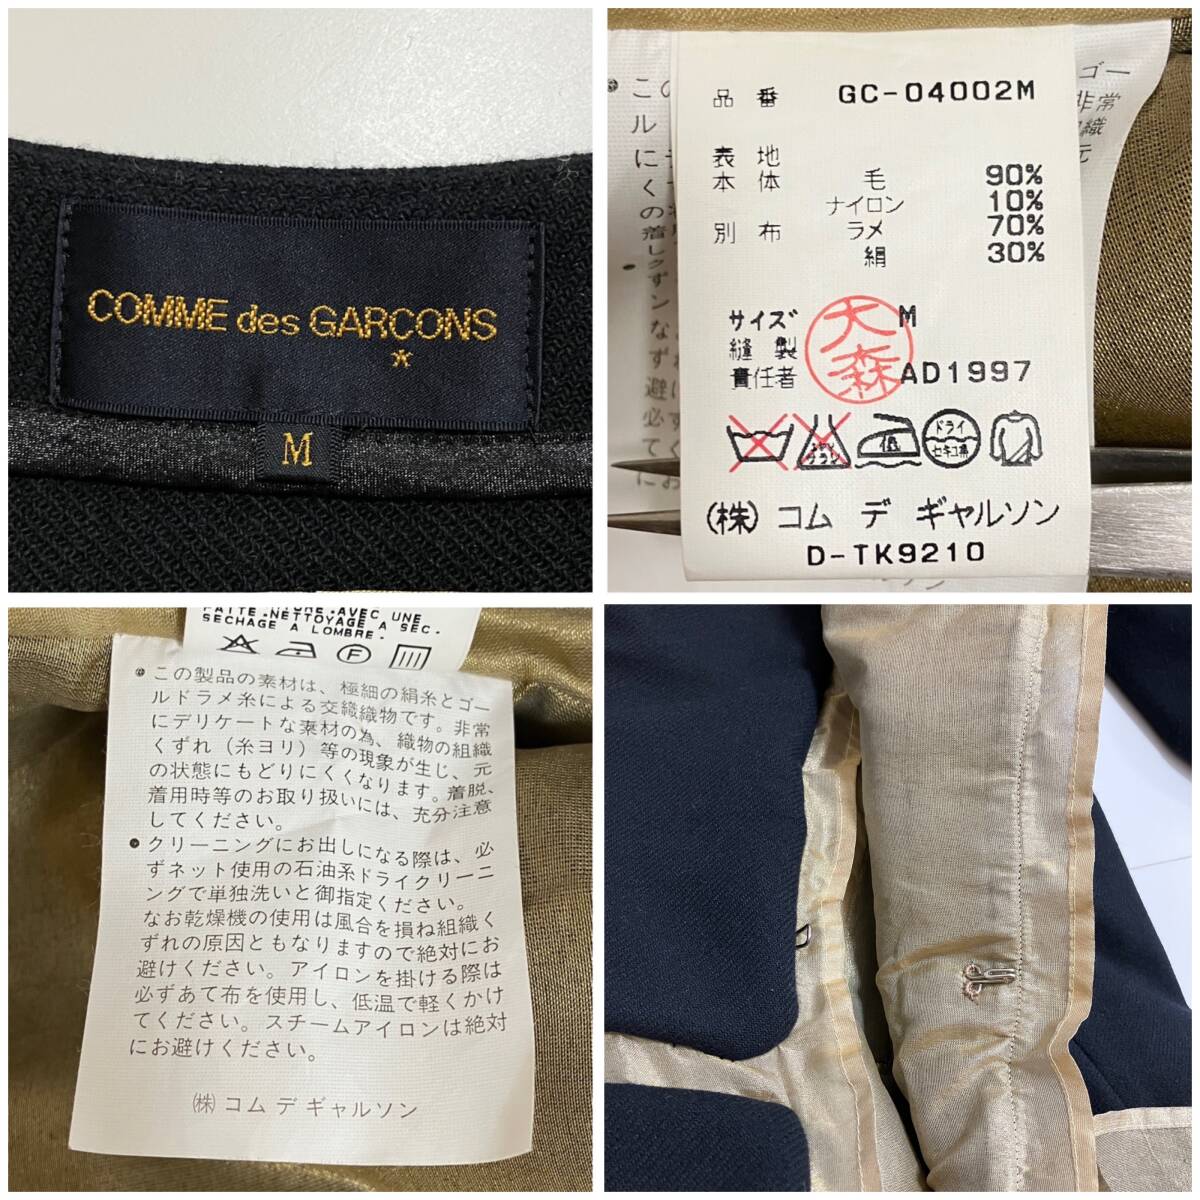 COMME des GARCONS
M
品番 GC-04002M
表地
本体 毛 90%
ナイロン 10%
別布 ラメ 70%
絹 30%
サイズ M
縫製
責任者 AD1997
大森
低
ドライ
セキユ系
(株) コム デ ギャルソン
D-TK9210
SECHAGE A LOMBRE.
この製品の素材は、極細の絹糸とゴー
ルドラメ糸による交織織物です。非常
にデリケートな素材の為、織物の組織
くずれ（糸ヨリ）等の現象が生じ、元
の状態にもどりにくくなります。着脱、
着用時等のお取り扱いには、充分注意
してください。
クリーニングにお出しになる際は、必
ずネット使用の石油系ドライクリーニ
ングで単独洗いと御指定ください。
なお乾燥機の使用は風合を損ね組織く
ずれの原因ともなりますので絶対にお
避けください。アイロンを掛ける際は
必ずあて布を使用し、低温で軽くかけ
てください。スチームアイロンは絶対
にお避けください。
㈱ コム デ ギャルソン